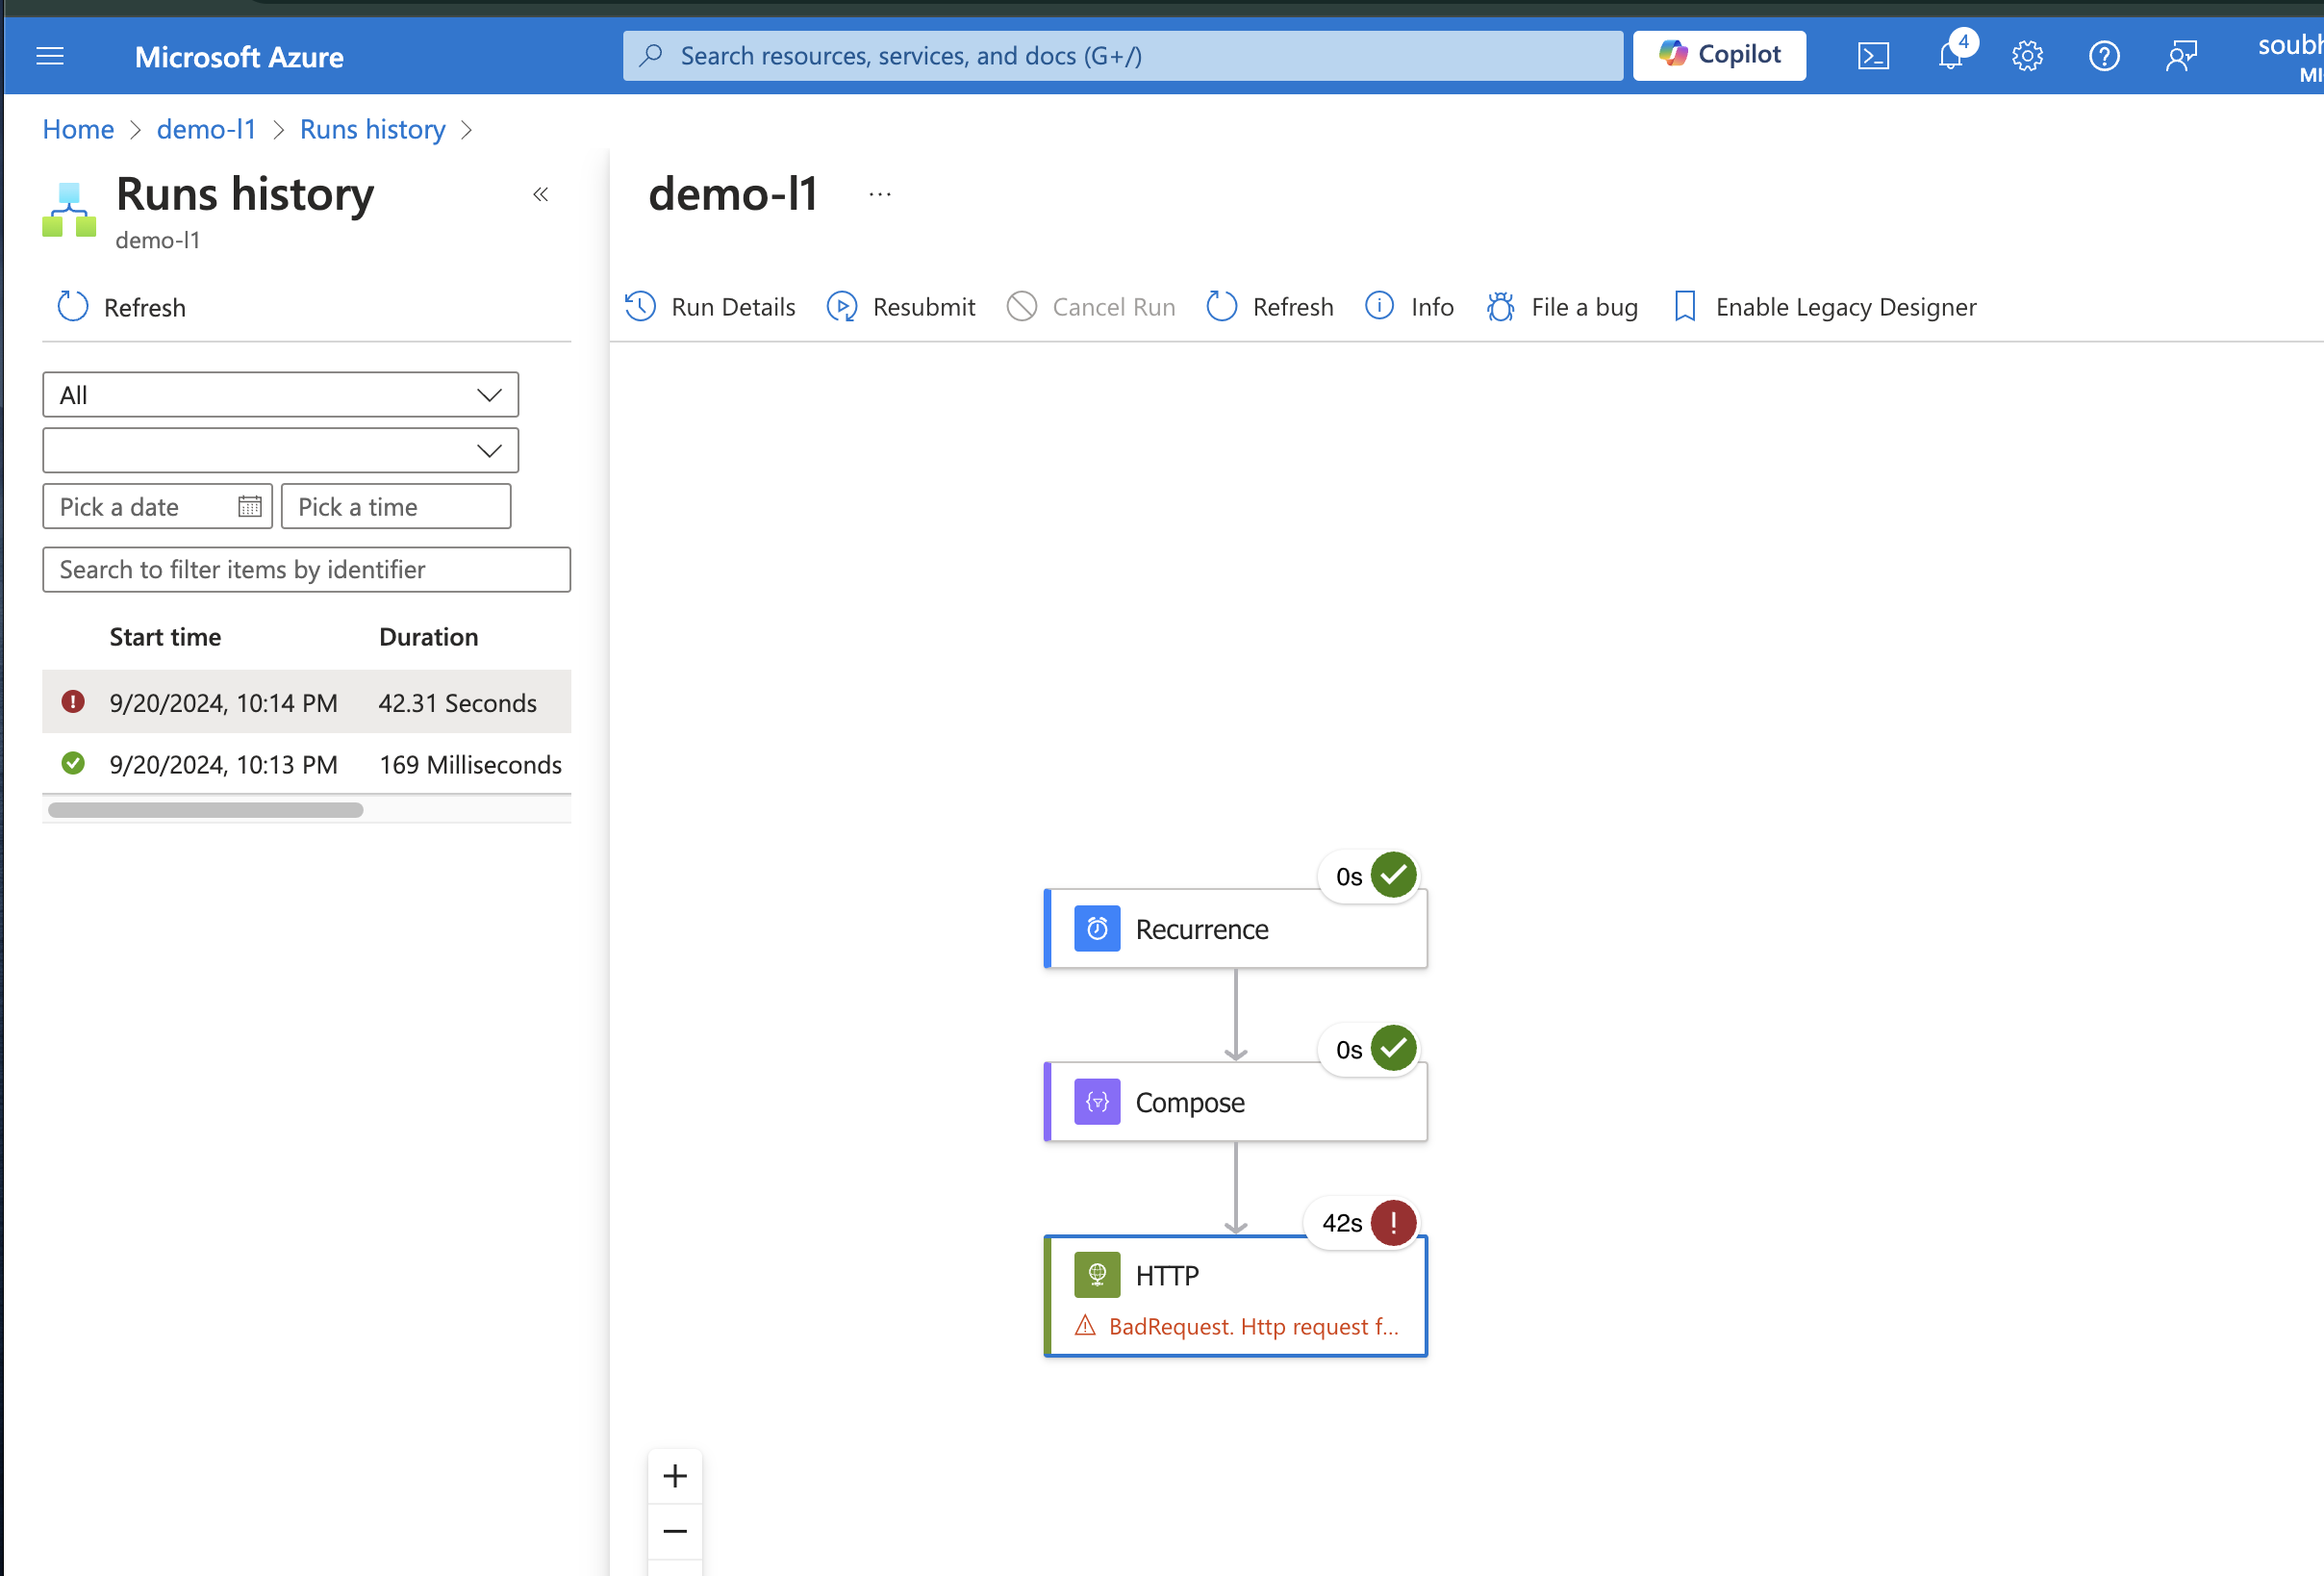 Microsoft Azure
Search resources, services, and docs (G+/)
Copilot
4
Home > demo-l1 > Runs history >
Runs history
demo-l1
«
Refresh
All
Pick a date
Pick a time
Search to filter items by identifier
Start time Duration
9/20/2024, 10:14 PM 42.31 Seconds
9/20/2024, 10:13 PM 169 Milliseconds
demo-l1 ...
Run Details
Resubmit
Cancel Run
Refresh
Info
File a bug
Enable Legacy Designer
0s
Recurrence
0s
Compose
42s
HTTP
BadRequest. Http request f...